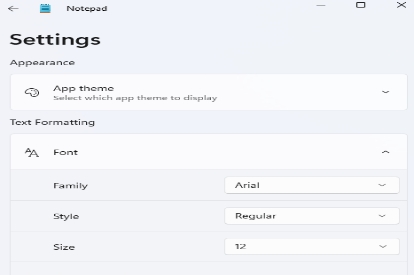 Notepad
Settings
Appearance
App theme
Select which app theme to display
Text Formatting
Font
Family
Arial
Style
Regular
Size
12